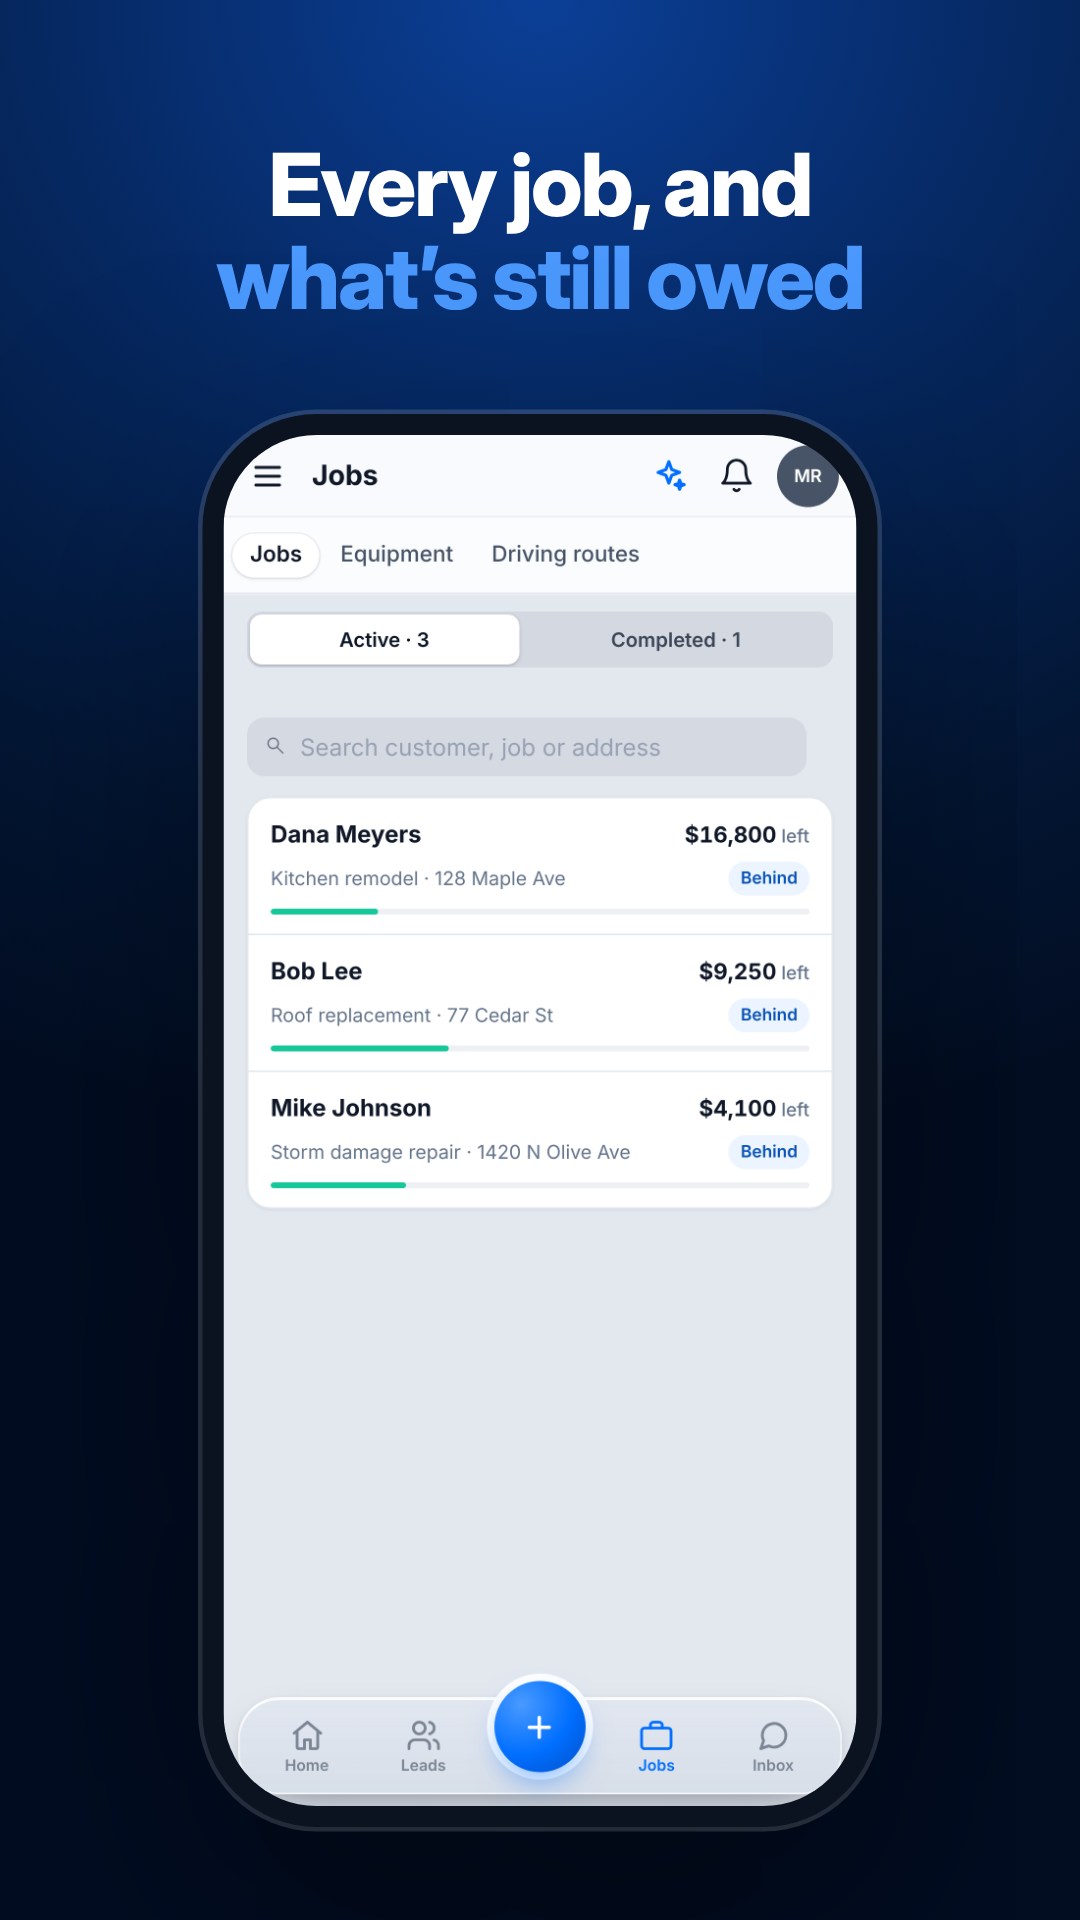 Every job, and
what's still owed
Jobs
MR
Jobs
Equipment
Driving routes
Active · 3
Completed · 1
Search customer, job or address
Dana Meyers
$16,800 left
Kitchen remodel · 128 Maple Ave
Behind
Bob Lee
$9,250 left
Roof replacement · 77 Cedar St
Behind
Mike Johnson
$4,100 left
Storm damage repair · 1420 N Olive Ave
Behind
Home
Leads
Jobs
Inbox